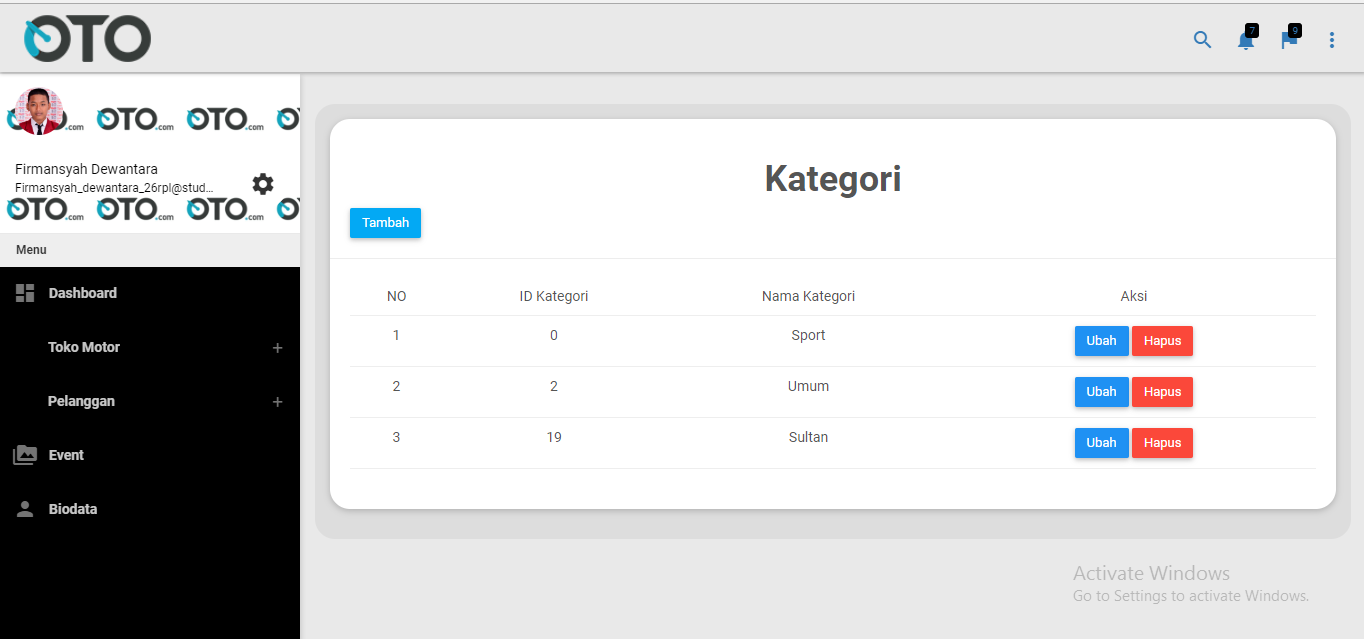 OTO
7
9
OTO.com OTO.com OTO.com
Firmansyah Dewantara
Firmansyah_dewantara_26rpl@stud...
OTO.com OTO.com OTO.com
Menu
Dashboard
Toko Motor +
Pelanggan +
Event
Biodata
Kategori
Tambah
NO ID Kategori Nama Kategori Aksi
1 0 Sport Ubah Hapus
2 2 Umum Ubah Hapus
3 19 Sultan Ubah Hapus
Activate Windows
Go to Settings to activate Windows.